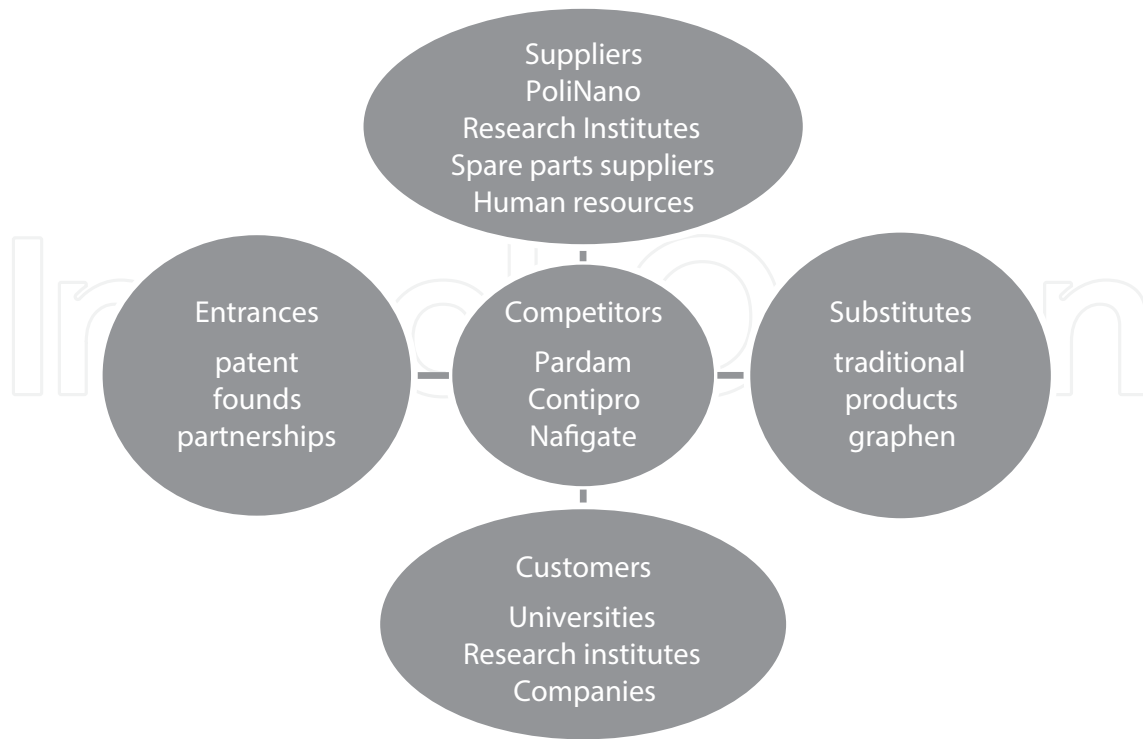 Suppliers
PoliNano
Research Institutes
Spare parts suppliers
Human resources
Entrances
patent
founds
partnerships
Competitors
Pardam
Contipro
Nafigate
Substitutes
traditional
products
graphen
Customers
Universities
Research institutes
Companies